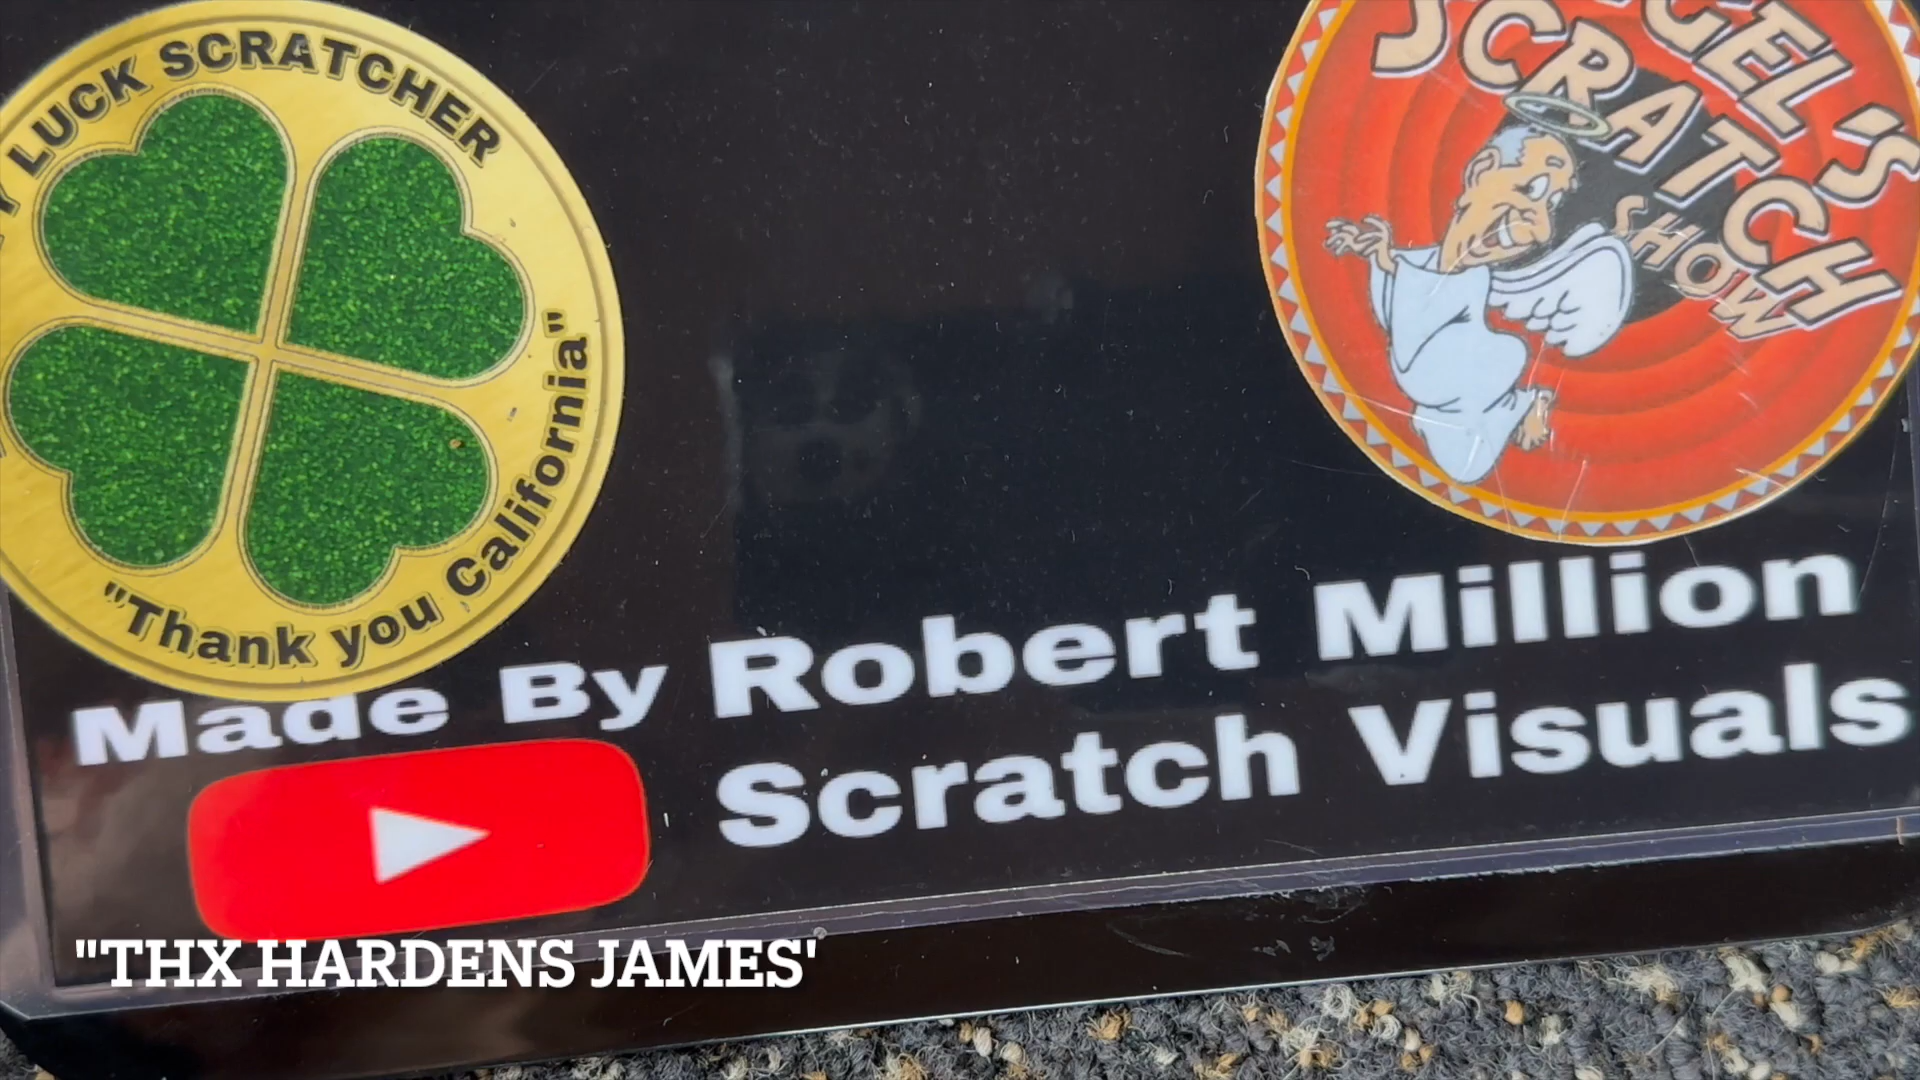 LUCK SCRATCHER
"Thank you California"
SCRATCH
SHOW
Made By Robert Million
Scratch Visuals
"THX HARDENS JAMES'